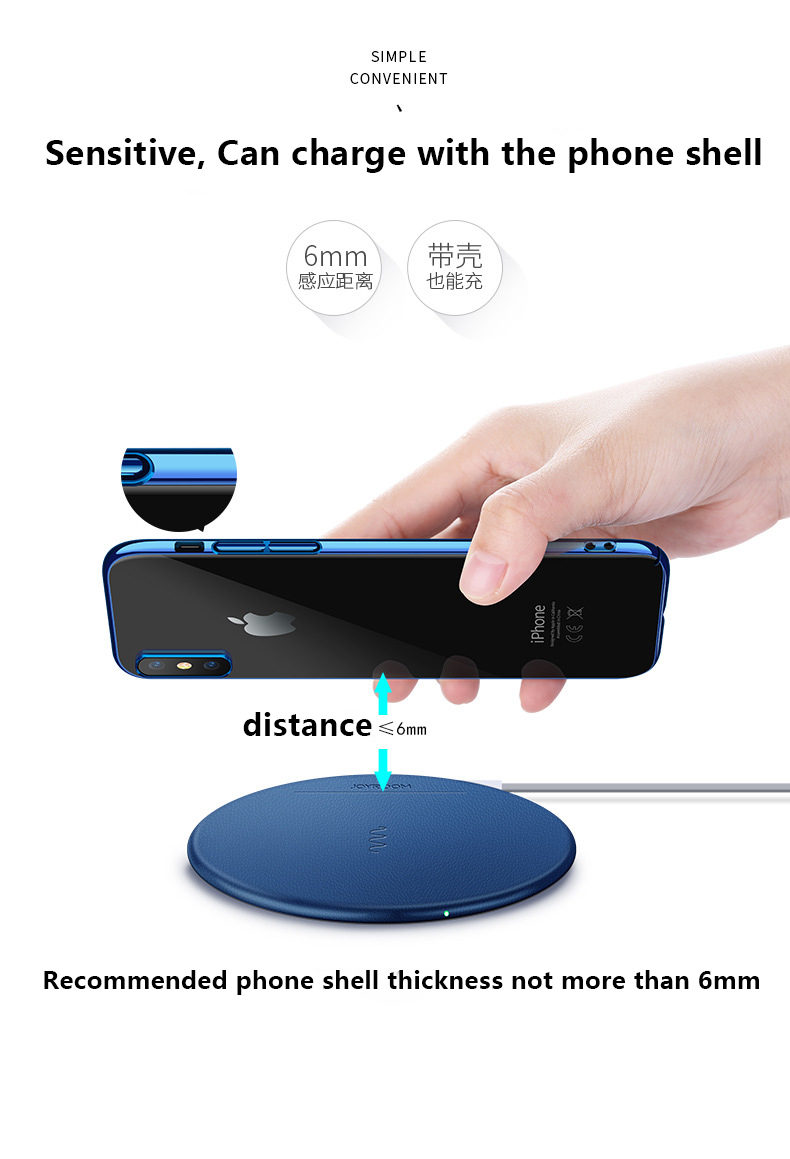 SIMPLE
CONVENIENT
Sensitive, Can charge with the phone shell
6mm
感应距离
带壳
也能充
iPhone
distance ≤6mm
JOYROOM
Recommended phone shell thickness not more than 6mm